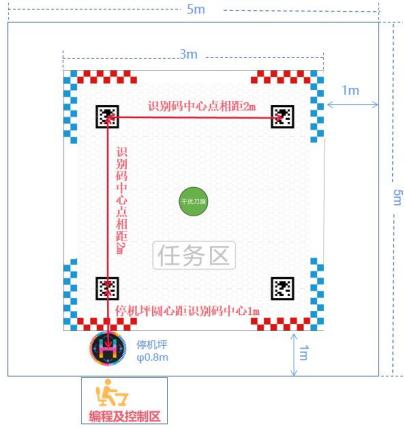 5m
3m
识别码中心点相距2m
1m
5m
识别码中心点相距2m
干扰刀旗
任务区
停机坪圆心距识别码中心1m
H
停机坪
φ0.8m
1m
编程及控制区